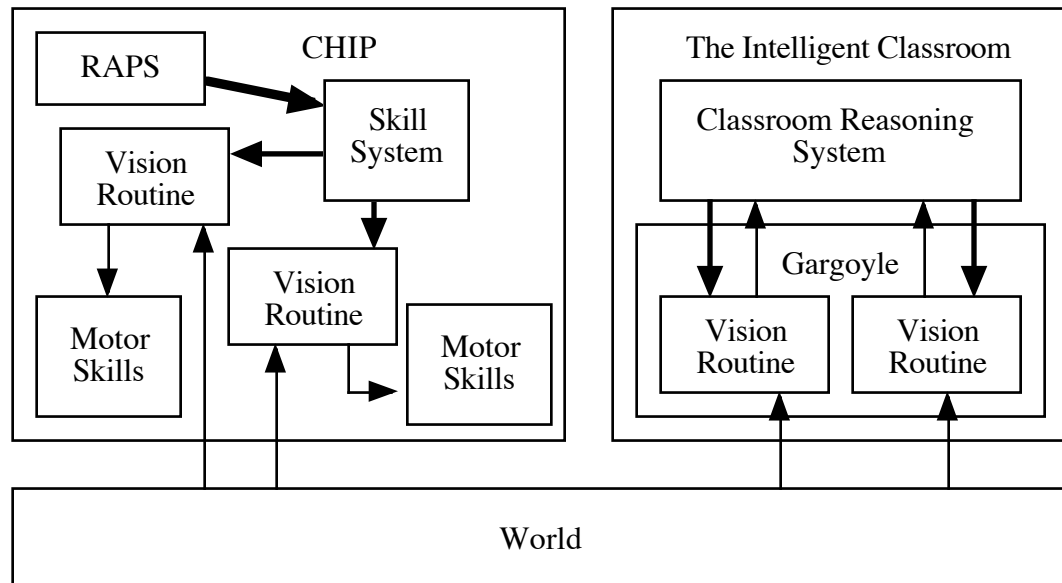 CHIP
RAPS
Skill
System
Vision
Routine
Vision
Routine
Motor
Skills
Motor
Skills
The Intelligent Classroom
Classroom Reasoning
System
Gargoyle
Vision
Routine
Vision
Routine
World